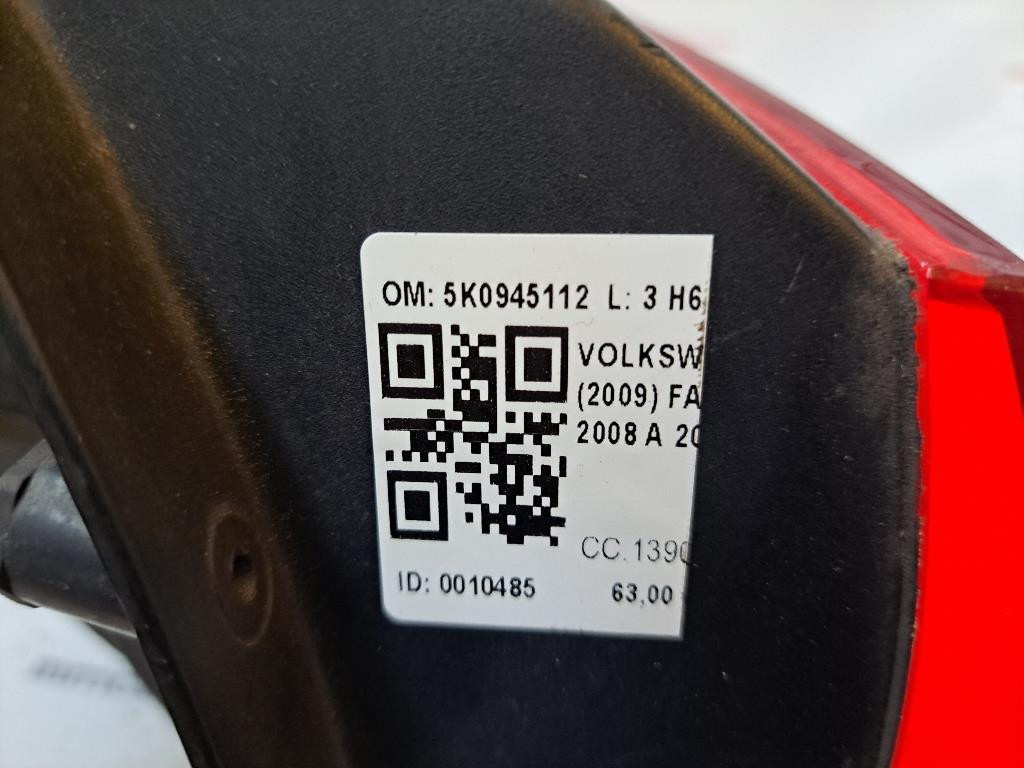 OM: 5K0945112 L: 3 H6
VOLKSW
(2009) FA
2008 A 20
CC.1390
ID: 0010485 63,00